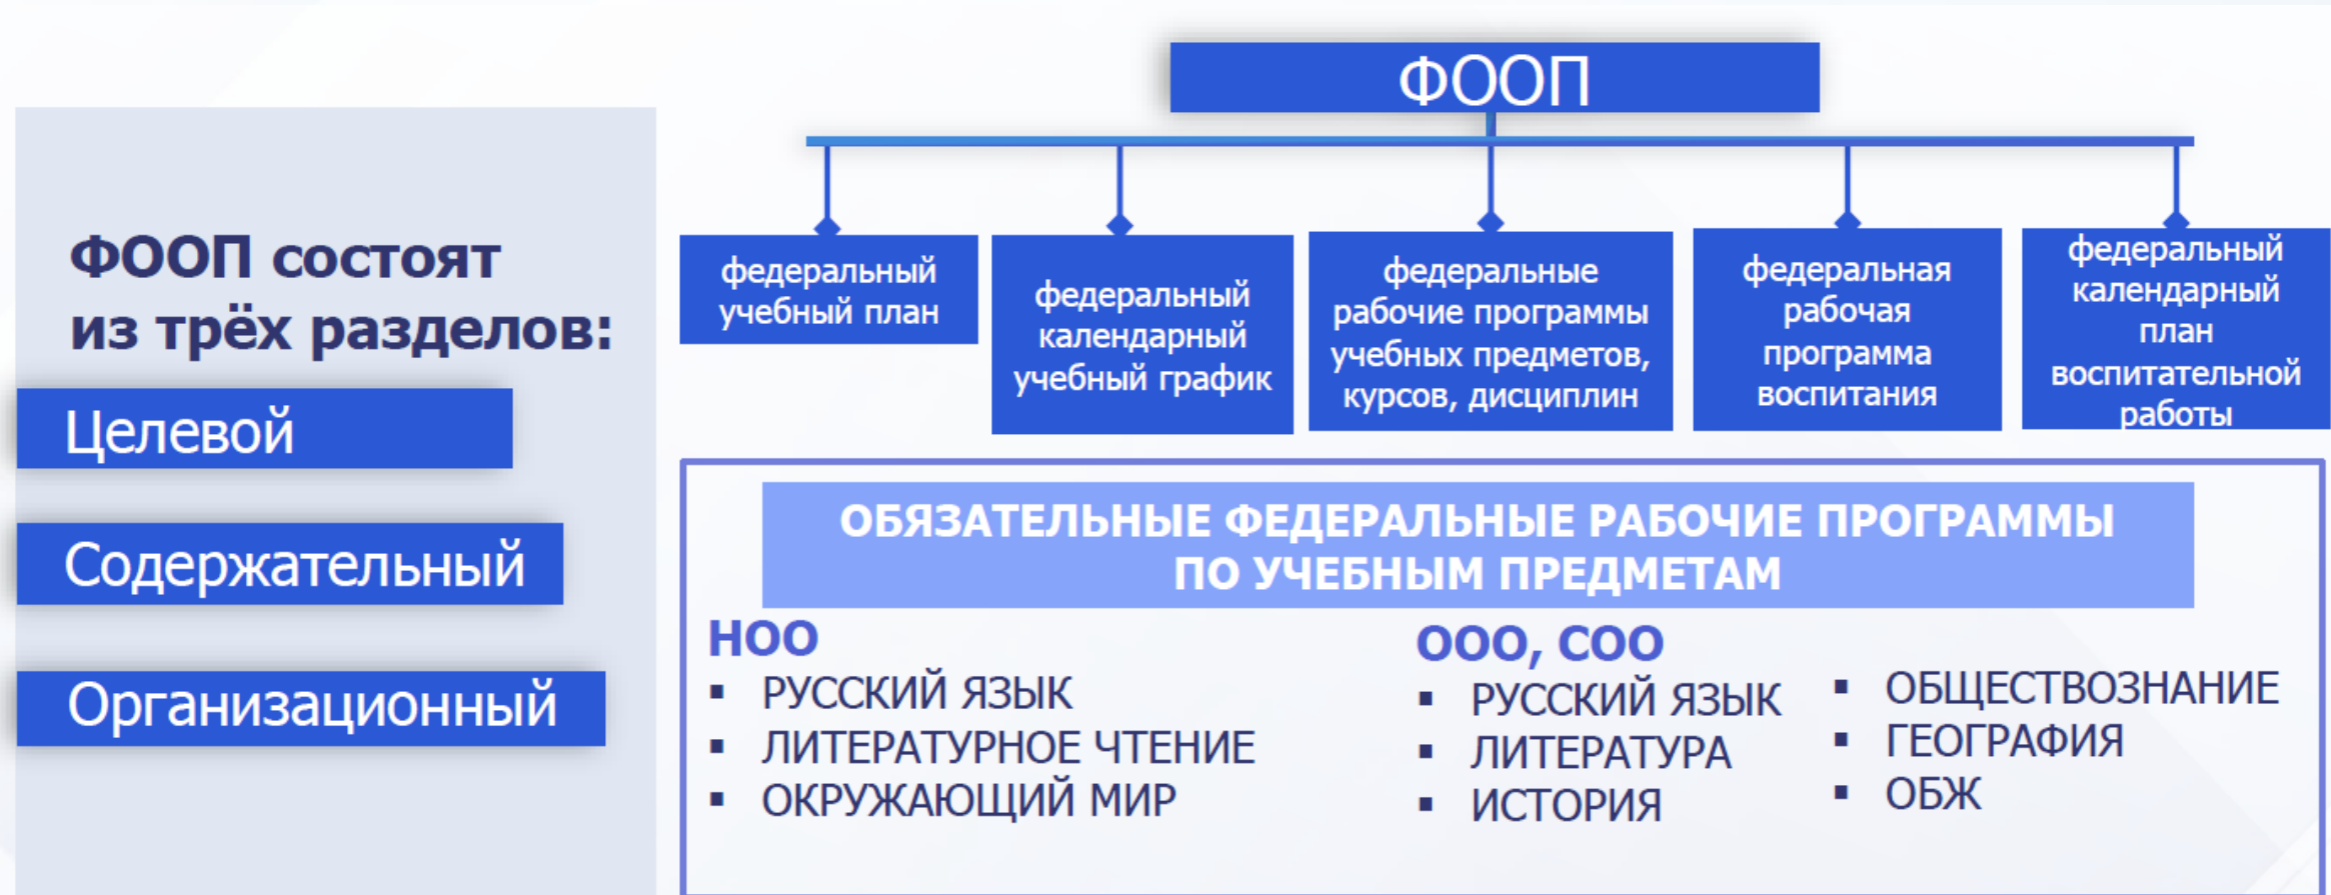 ФООП
ФООП состоят
из трёх разделов:
Целевой
Содержательный
Организационный
федеральный
учебный план
федеральный
календарный
учебный график
федеральные
рабочие программы
учебных предметов,
курсов, дисциплин
федеральная
рабочая
программа
воспитания
федеральный
календарный
план
воспитательной
работы
ОБЯЗАТЕЛЬНЫЕ ФЕДЕРАЛЬНЫЕ РАБОЧИЕ ПРОГРАММЫ
ПО УЧЕБНЫМ ПРЕДМЕТАМ
НОО
▪ РУССКИЙ ЯЗЫК
▪ ЛИТЕРАТУРНОЕ ЧТЕНИЕ
▪ ОКРУЖАЮЩИЙ МИР
ООО, СОО
▪ РУССКИЙ ЯЗЫК
▪ ЛИТЕРАТУРА
▪ ИСТОРИЯ
▪ ОБЩЕСТВОЗНАНИЕ
▪ ГЕОГРАФИЯ
▪ ОБЖ